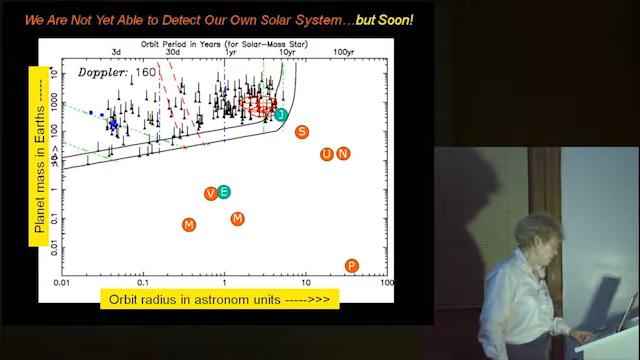 We Are Not Yet Able to Detect Our Own Solar System…but Soon!
Orbit Period in Years (for Solar-Mass Star)
3d 30d 1yr 10yr 100yr
Doppler: 160
Planet mass in Earths -----
10⁴
1000
100
1
0.1
0.01
J
S
U N
V E
M M
P
0.01 0.1 1 10 100
Orbit radius in astronom units ----->>>